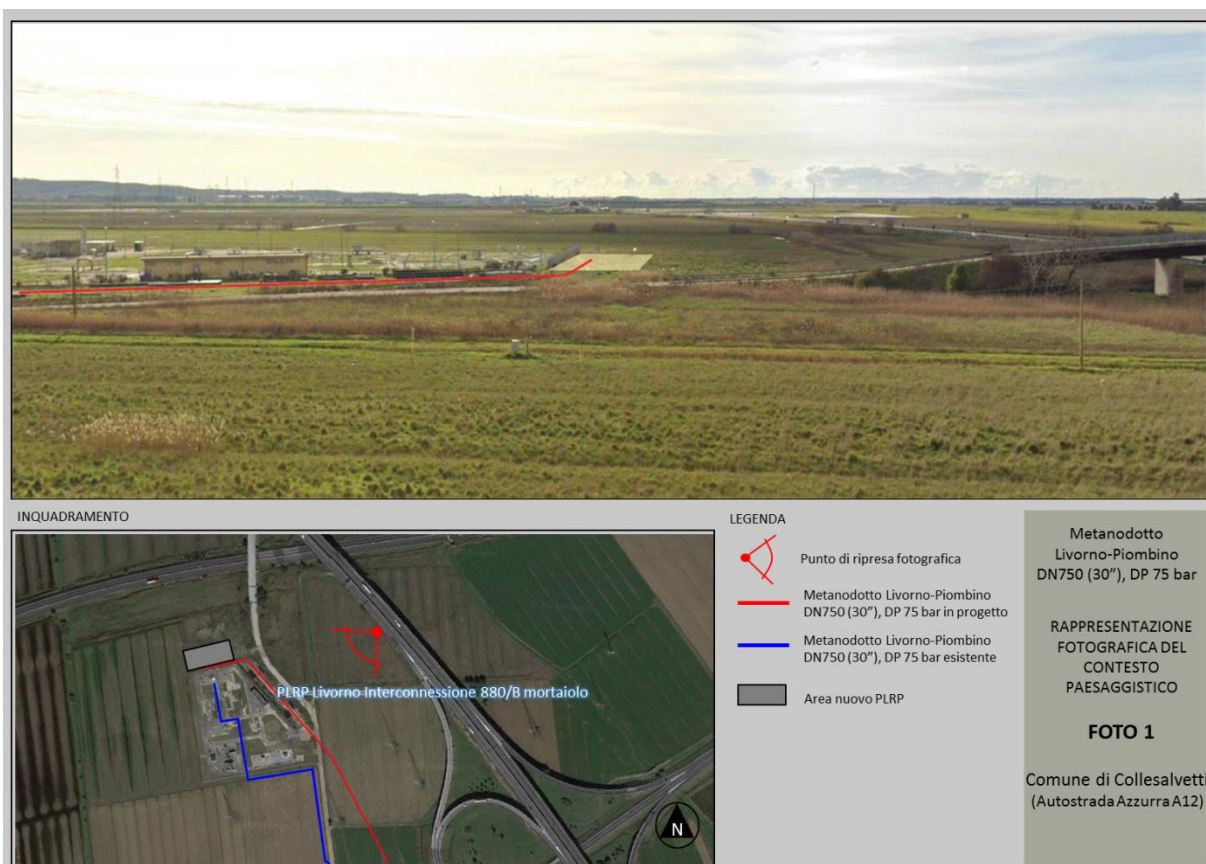 INQUADRAMENTO
PLRP Livorno Interconnessione 880/B mortaiolo
N
LEGENDA
Punto di ripresa fotografica
Metanodotto Livorno-Piombino
DN750 (30”), DP 75 bar in progetto
Metanodotto Livorno-Piombino
DN750 (30”), DP 75 bar esistente
Area nuovo PLRP
Metanodotto
Livorno-Piombino
DN750 (30”), DP 75 bar
RAPPRESENTAZIONE
FOTOGRAFICA DEL
CONTESTO
PAESAGGISTICO
FOTO 1
Comune di Collesalvetti
(Autostrada Azzurra A12)